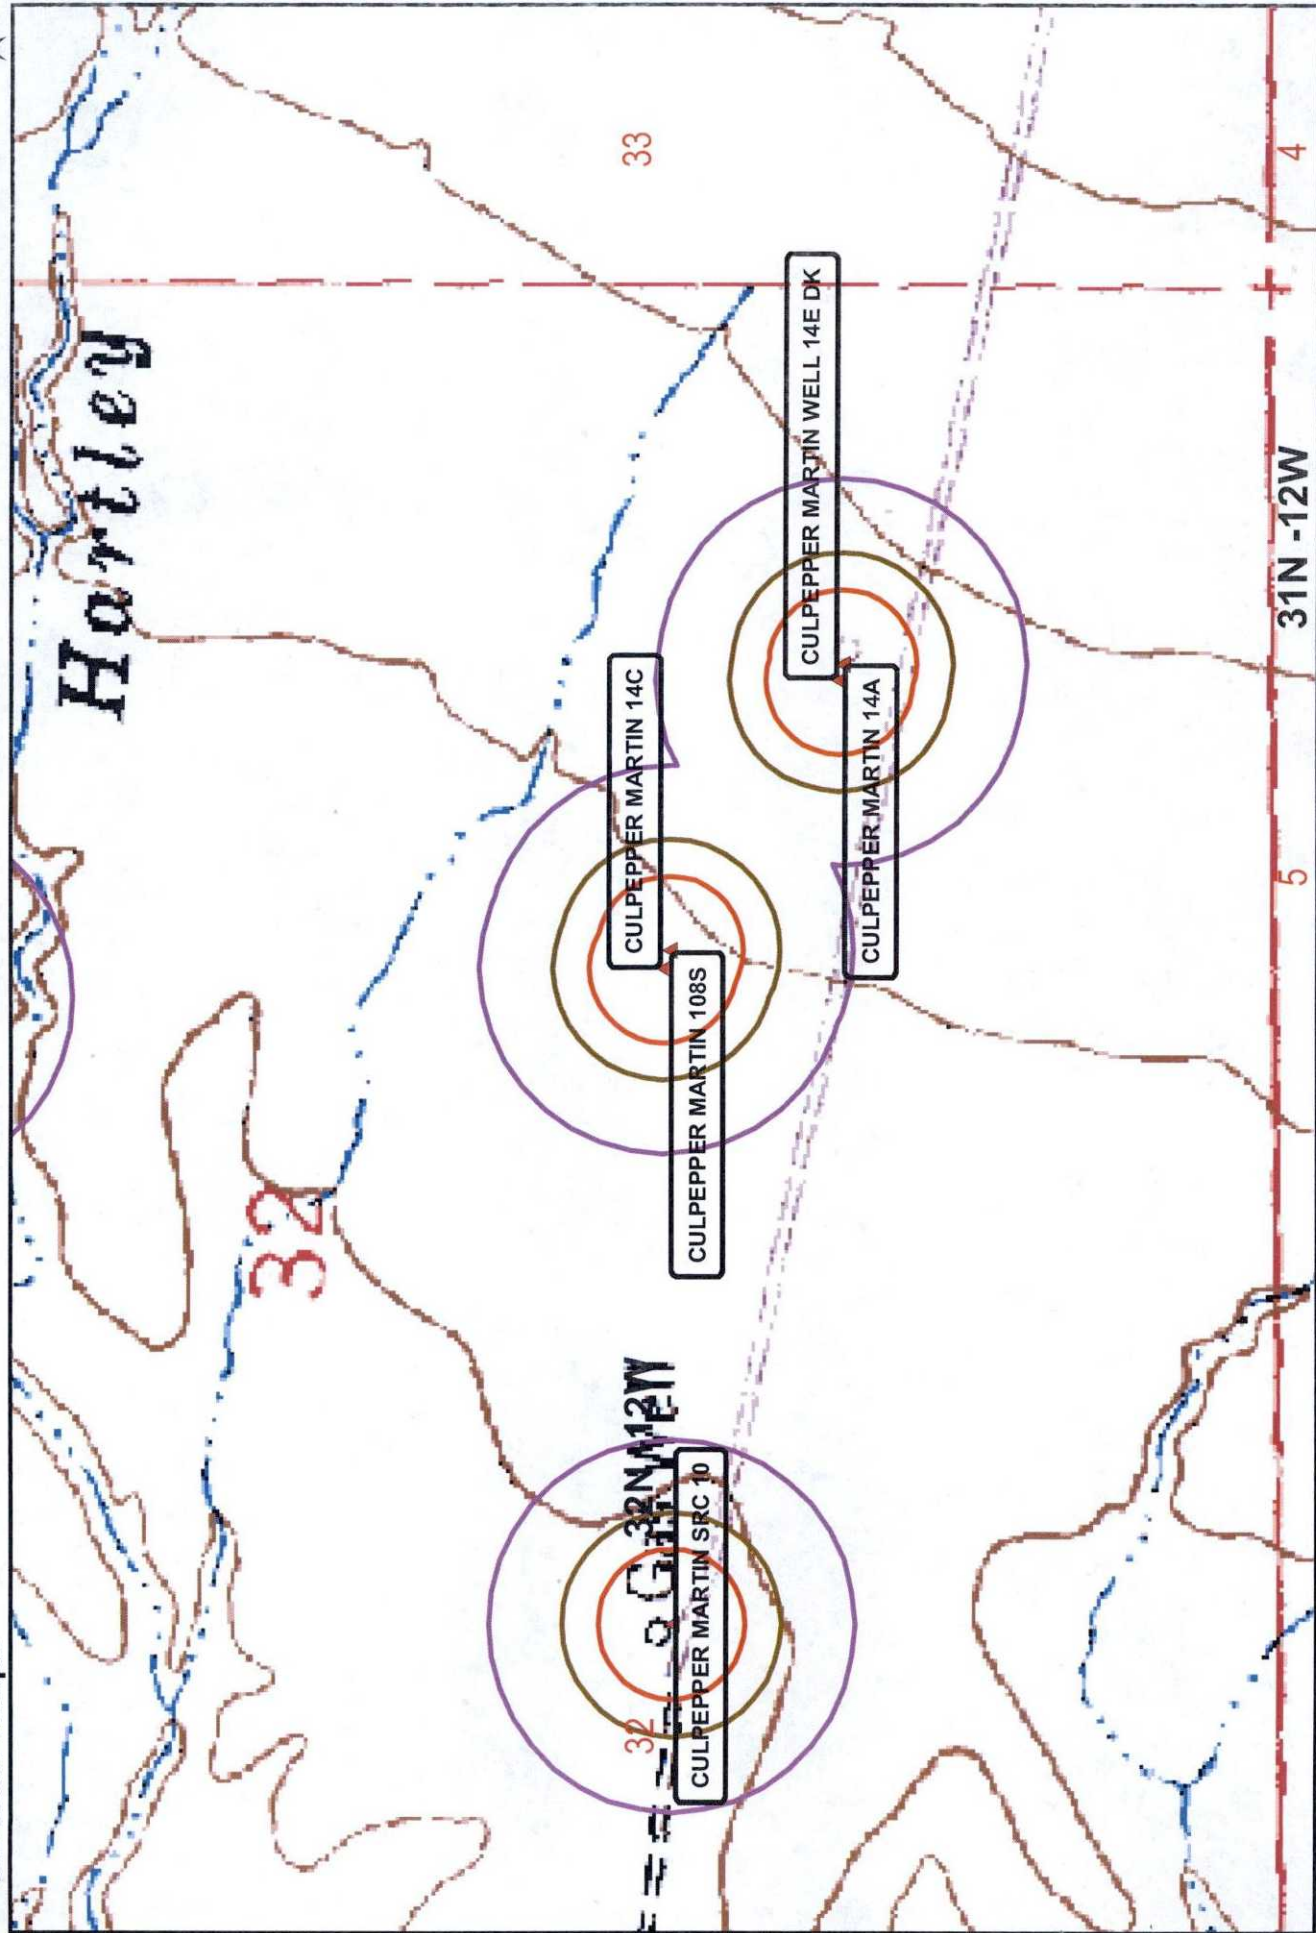 Hartley
33
32
CULPEPPER MARTIN 14C
CULPEPPER MARTIN WELL 14E DK
CULPEPPER MARTIN 108S
CULPEPPER MARTIN 14A
32N -12W
32
CULPEPPER MARTIN SRC 10
4
5
31N -12W